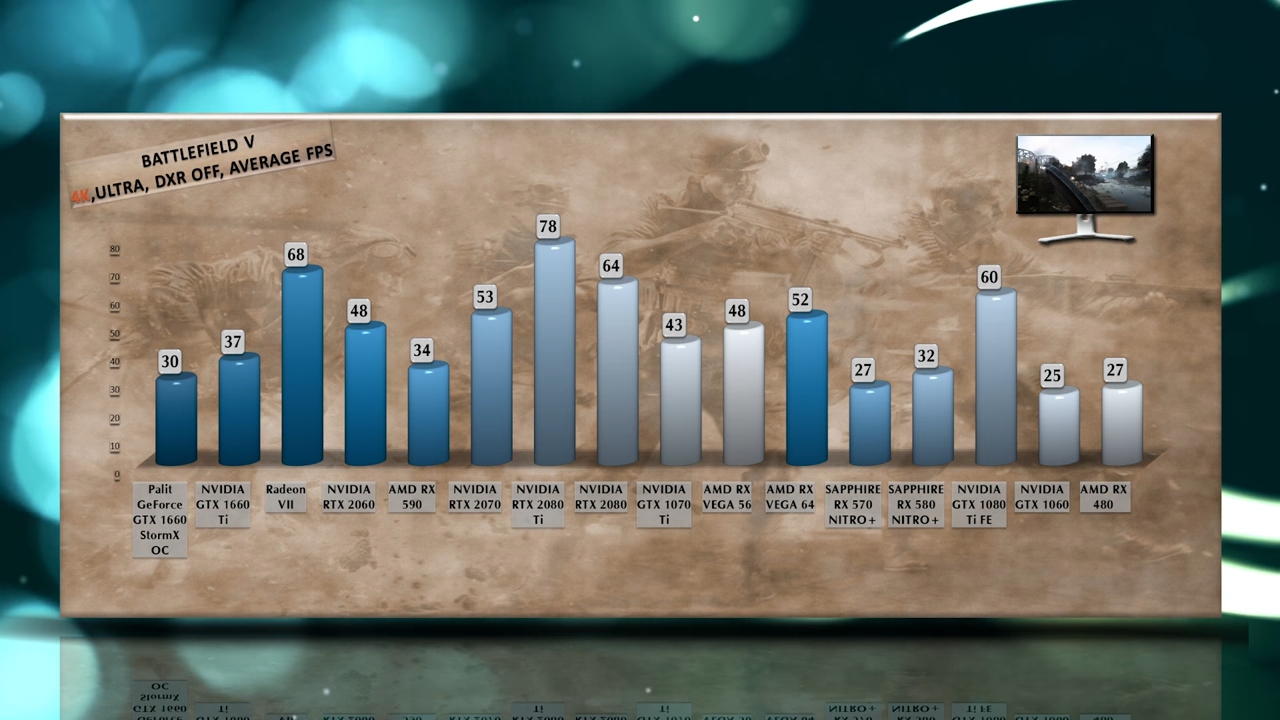 BATTLEFIELD V
4K,ULTRA, DXR OFF, AVERAGE FPS
80
70
60
50
40
30
20
10
0
30
37
68
48
34
53
78
64
43
48
52
27
32
60
25
27
Palit
GeForce
GTX 1660
StormX
OC
NVIDIA
GTX 1660
Ti
Radeon
VII
NVIDIA
RTX 2060
AMD RX
590
NVIDIA
RTX 2070
NVIDIA
RTX 2080
Ti
NVIDIA
RTX 2080
NVIDIA
GTX 1070
Ti
AMD RX
VEGA 56
AMD RX
VEGA 64
SAPPHIRE
RX 570
NITRO+
SAPPHIRE
RX 580
NITRO+
NVIDIA
GTX 1080
Ti FE
NVIDIA
GTX 1060
AMD RX
480